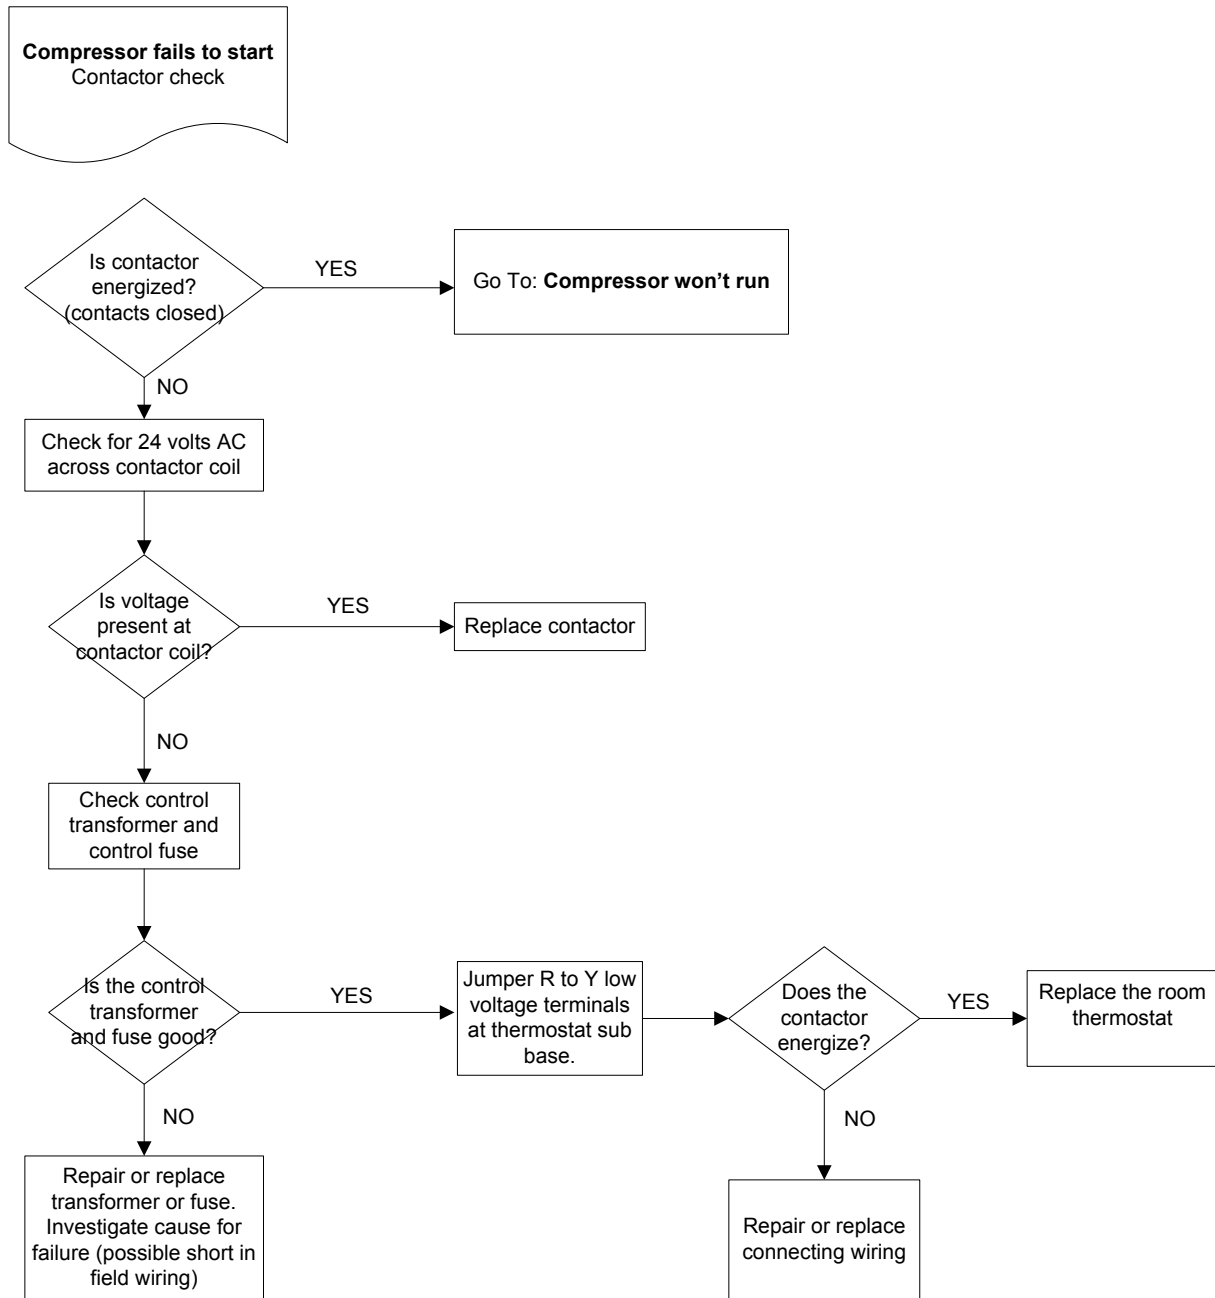 Compressor fails to start
Contactor check
Is contactor
energized?
(contacts closed)
YES
Go To: Compressor won't run
NO
Check for 24 volts AC
across contactor coil
Is voltage
present at
contactor coil?
YES
Replace contactor
NO
Check control
transformer and
control fuse
Is the control
transformer
and fuse good?
YES
Jumper R to Y low
voltage terminals
at thermostat sub
base.
Does the
contactor
energize?
YES
Replace the room
thermostat
NO
Repair or replace
transformer or fuse.
Investigate cause for
failure (possible short in
field wiring)
NO
Repair or replace
connecting wiring